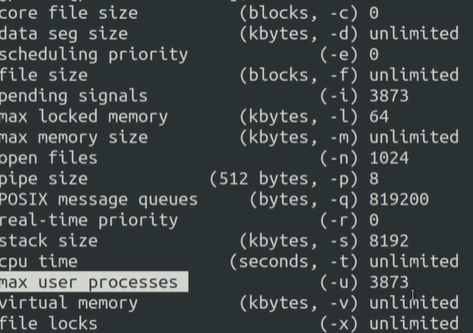 core file size (blocks, -c) 0
data seg size (kbytes, -d) unlimited
scheduling priority (-e) 0
file size (blocks, -f) unlimited
pending signals (-i) 3873
max locked memory (kbytes, -l) 64
max memory size (kbytes, -m) unlimited
open files (-n) 1024
pipe size (512 bytes, -p) 8
POSIX message queues (bytes, -q) 819200
real-time priority (-r) 0
stack size (kbytes, -s) 8192
cpu time (seconds, -t) unlimited
max user processes (-u) 3873
virtual memory (kbytes, -v) unlimited
file locks (-x) unlimited